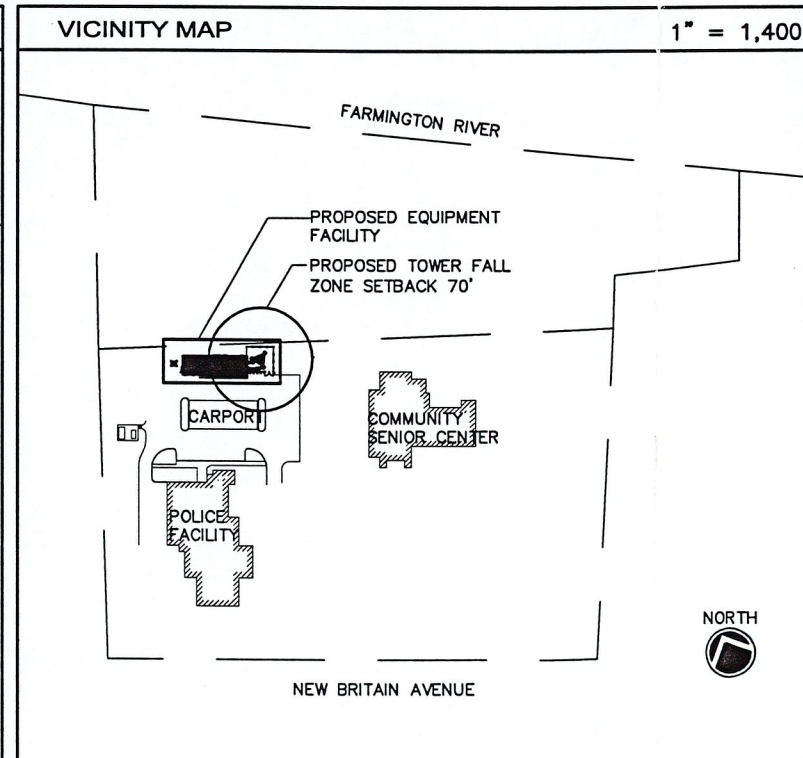 VICINITY MAP
1" = 1,400
FARMINGTON RIVER
PROPOSED EQUIPMENT
FACILITY
PROPOSED TOWER FALL
ZONE SETBACK 70'
CARPORT
COMMUNITY
SENIOR CENTER
POLICE
FACILITY
NORTH
NEW BRITAIN AVENUE